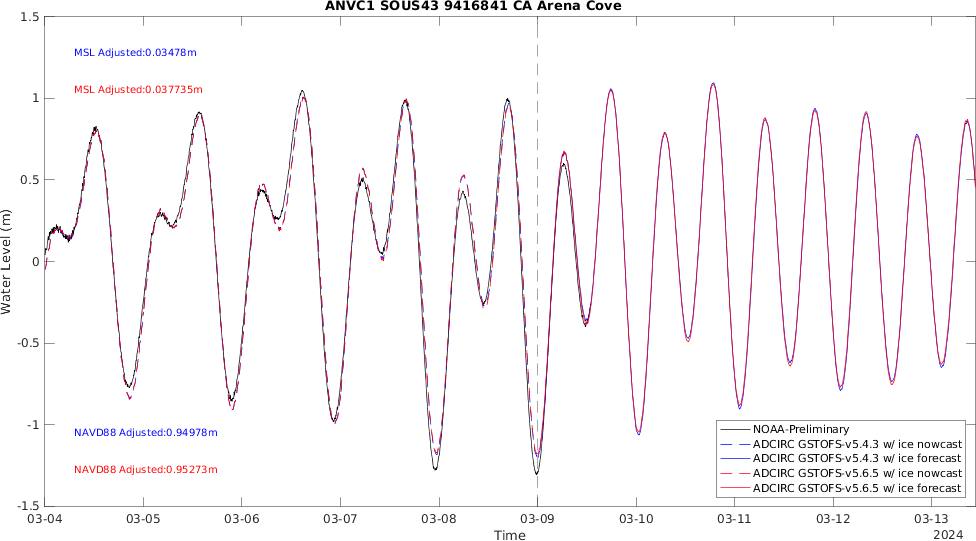 ANVC1 SOUS43 9416841 CA Arena Cove
1.5
MSL Adjusted:0.03478m
MSL Adjusted:0.037735m
1
0.5
0
Water Level (m)
-0.5
-1
NAVD88 Adjusted:0.94978m
NAVD88 Adjusted:0.95273m
-1.5
NOAA-Preliminary
ADCIRC GSTOFS-v5.4.3 w/ ice nowcast
ADCIRC GSTOFS-v5.4.3 w/ ice forecast
ADCIRC GSTOFS-v5.6.5 w/ ice nowcast
ADCIRC GSTOFS-v5.6.5 w/ ice forecast
03-04 03-05 03-06 03-07 03-08 03-09 03-10 03-11 03-12 03-13
Time
2024